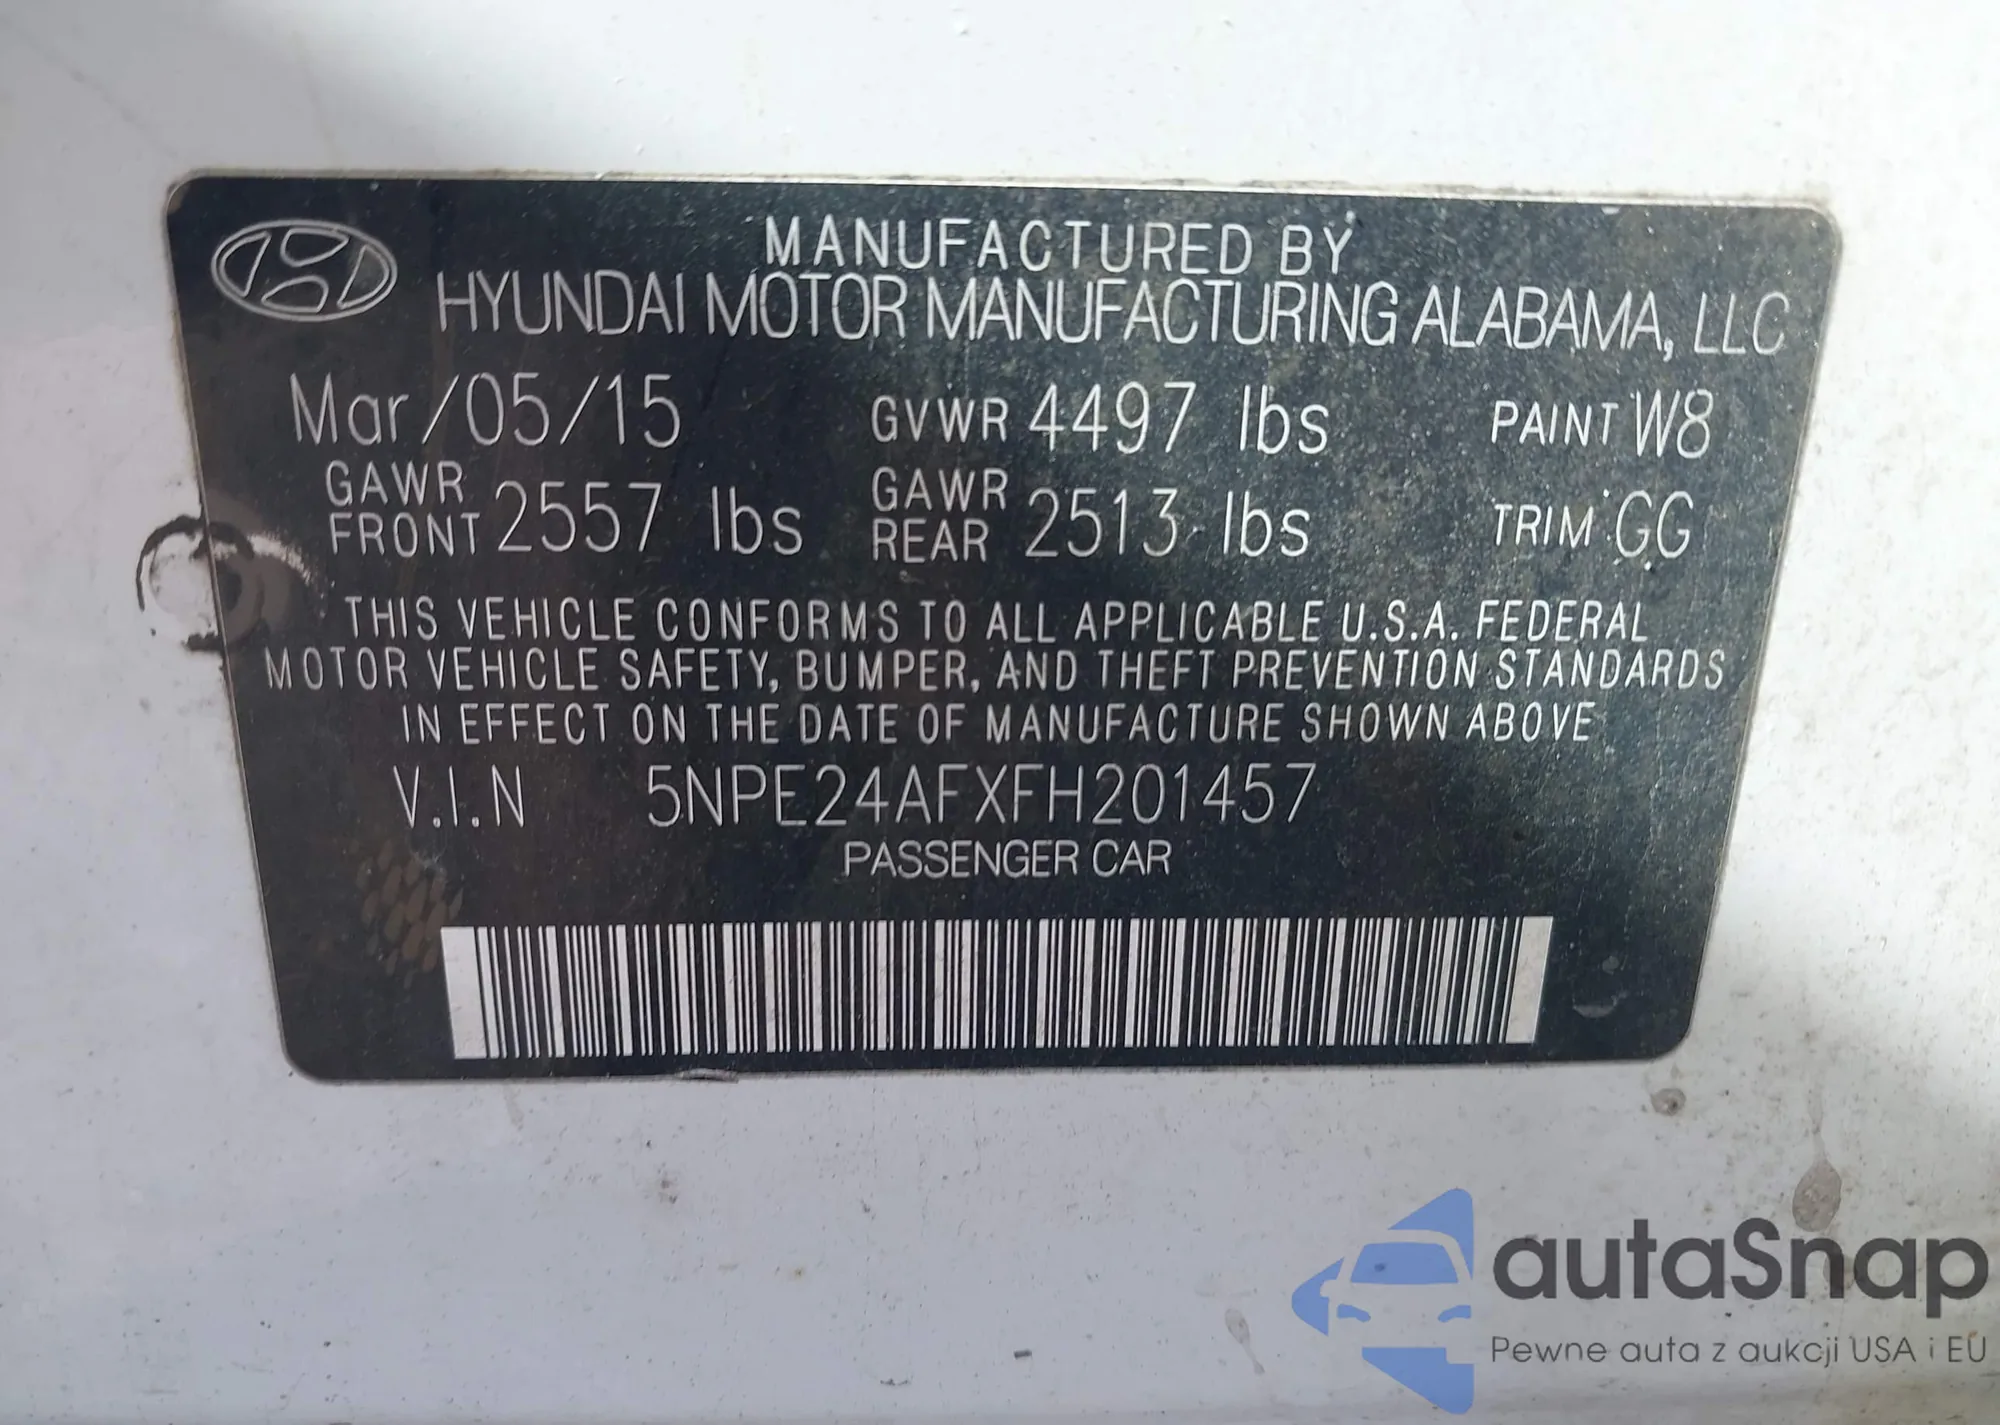 MANUFACTURED BY
HYUNDAI MOTOR MANUFACTURING ALABAMA, LLC
Mar/05/15 GVWR 4497 lbs PAINT W8
GAWR FRONT 2557 lbs GAWR REAR 2513 lbs TRIM GG
THIS VEHICLE CONFORMS TO ALL APPLICABLE U.S.A. FEDERAL
MOTOR VEHICLE SAFETY, BUMPER, AND THEFT PREVENTION STANDARDS
IN EFFECT ON THE DATE OF MANUFACTURE SHOWN ABOVE
V.I.N 5NPE24AFXFH201457
PASSENGER CAR
autaSnap
Pewne auta z aukcji USA i EU